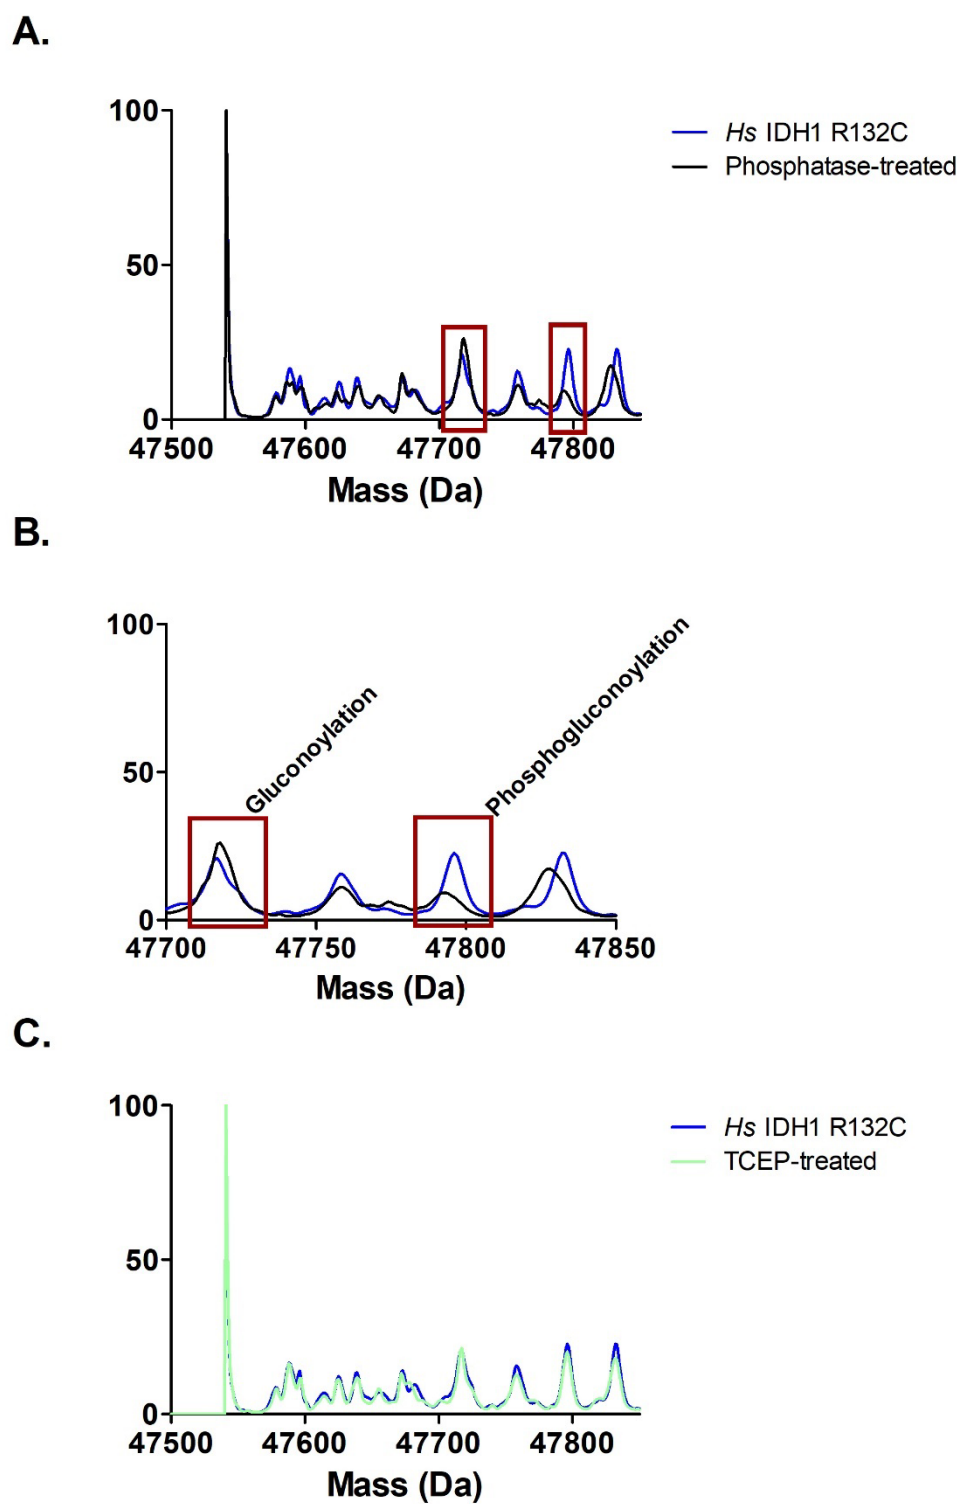 A.
100
50
0
47500 47600 47700 47800
Mass (Da)
Hs IDH1 R132C
Phosphatase-treated
B.
100
50
0
47700 47750 47800 47850
Mass (Da)
Gluconoylation
Phosphogluconoylation
C.
100
50
0
47500 47600 47700 47800
Mass (Da)
Hs IDH1 R132C
TCEP-treated